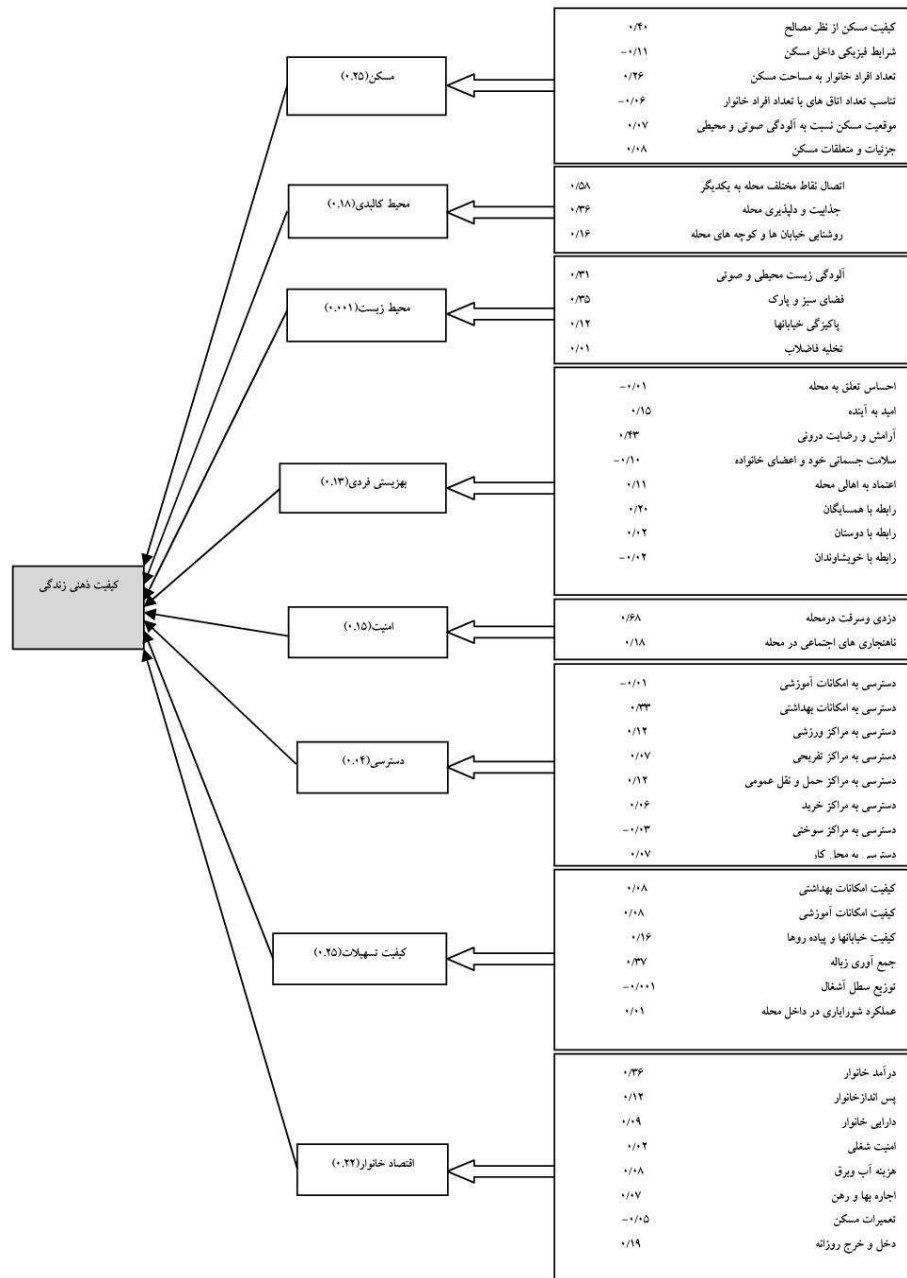 کیفیت مسکن از نظر مصالح ۰/۴۰
شرایط فیزیکی داخل مسکن -۰/۱۱
تعداد افراد خانوار به مساحت مسکن ۰/۲۶
تناسب تعداد اتاق های با تعداد افراد خانوار -۰/۰۶
موقعیت مسکن نسبت به آلودگی صوتی و محیطی ۰/۰۷
جزئیات و متعلقات مسکن ۰/۰۸
مسکن(۰.۲۵)
اتصال نقاط مختلف محله به یکدیگر ۰/۵۸
جذابیت و دلپذیری محله ۰/۳۶
روشنایی خیابان ها و کوچه های محله ۰/۱۶
محیط کالبدی(۰.۱۸)
آلودگی زیست محیطی و صوتی ۰/۳۱
فضای سبز و پارک ۰/۳۵
پاکیزگی خیابانها ۰/۱۲
تخلیه فاضلاب ۰/۰۱
محیط زیست(۰.۰۰۱)
احساس تعلق به محله -۰/۰۱
امید به آینده ۰/۱۵
آرامش و رضایت درونی ۰/۴۳
سلامت جسمانی خود و اعضای خانواده -۰/۱۰
اعتماد به اهالی محله ۰/۱۱
رابطه با همسایگان ۰/۲۰
رابطه با دوستان ۰/۰۲
رابطه با خویشاوندان -۰/۰۲
بهزیستی فردی(۰.۱۳)
کیفیت ذهنی زندگی
دزدی وسرقت درمحله ۰/۶۸
ناهنجاری های اجتماعی در محله ۰/۱۸
امنیت(۰.۱۵)
دسترسی به امکانات آموزشی -۰/۰۱
دسترسی به امکانات بهداشتی ۰/۳۳
دسترسی به مراکز ورزشی ۰/۱۲
دسترسی به مراکز تفریحی ۰/۰۷
دسترسی به مراکز حمل و نقل عمومی ۰/۱۲
دسترسی به مراکز خرید ۰/۰۶
دسترسی به مراکز سوختی -۰/۰۳
دسترسی به محل کار ۰/۰۷
دسترسی(۰.۰۴)
کیفیت امکانات بهداشتی ۰/۰۸
کیفیت امکانات آموزشی ۰/۰۸
کیفیت خیابانها و پیاده روها ۰/۱۶
جمع آوری زباله ۰/۳۷
توزیع سطل آشغال -۰/۰۰۱
عملکرد شورایاری در داخل محله ۰/۰۱
کیفیت تسهیلات(۰.۲۵)
درآمد خانوار ۰/۳۶
پس اندازخانوار ۰/۱۲
دارایی خانوار ۰/۰۹
امنیت شغلی ۰/۰۲
هزینه آب وبرق ۰/۰۸
اجاره بها و رهن ۰/۰۷
تعمیرات مسکن -۰/۰۵
دخل و خرج روزانه ۰/۱۹
اقتصاد خانوار(۰.۲۲)